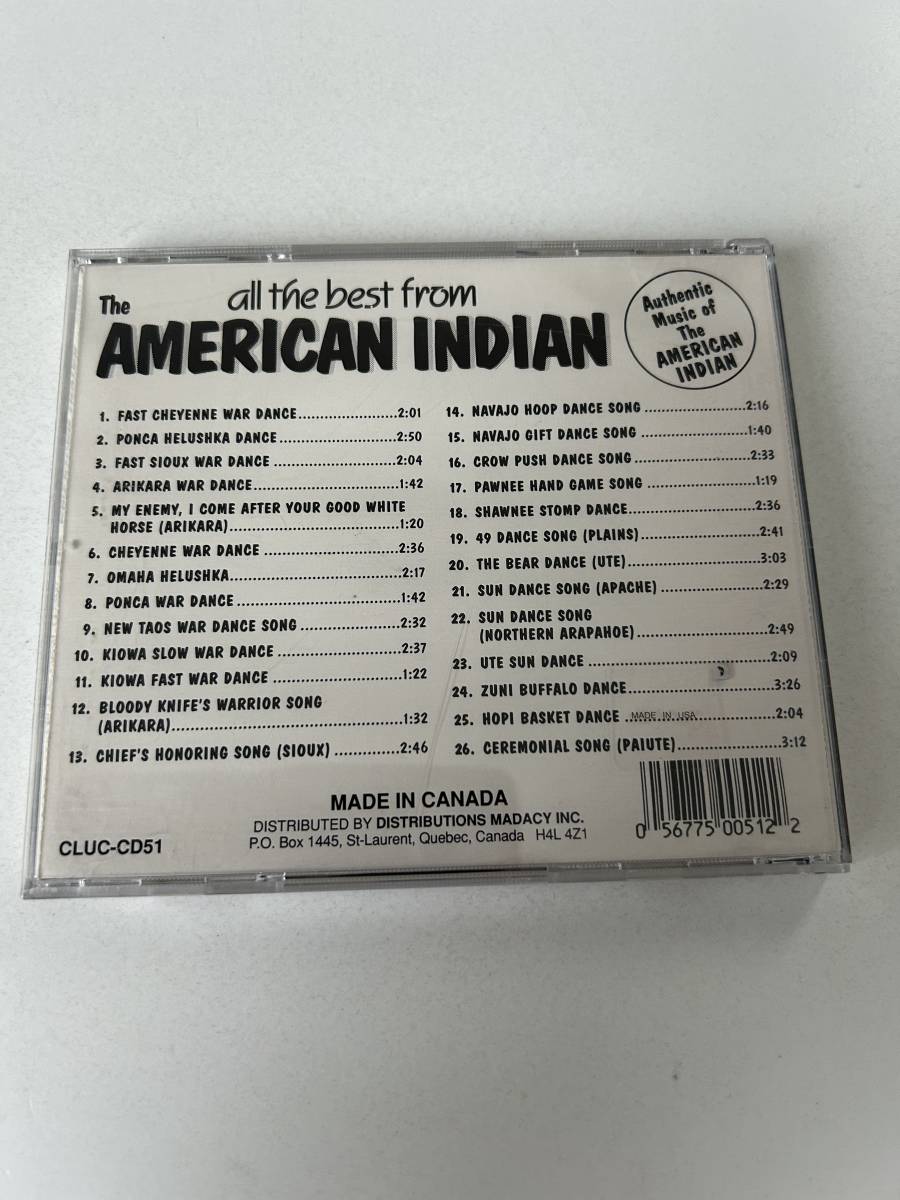 all the best from
The
AMERICAN INDIAN
Authentic
Music of
The
AMERICAN
INDIAN
1. FAST CHEYENNE WAR DANCE......................2:01
2. PONCA HELUSHKA DANCE..........................2:50
3. FAST SIOUX WAR DANCE ...........................2:04
4. ARIKARA WAR DANCE................................1:42
5. MY ENEMY, I COME AFTER YOUR GOOD WHITE
HORSE (ARIKARA).....................................1:20
6. CHEYENNE WAR DANCE .............................2:36
7. OMAHA HELUSHKA.....................................2:17
8. PONCA WAR DANCE ...................................1:42
9. NEW TAOS WAR DANCE SONG .....................2:32
10. KIOWA SLOW WAR DANCE ..........................2:37
11. KIOWA FAST WAR DANCE ...........................1:22
12. BLOODY KNIFE'S WARRIOR SONG
(ARIKARA)..................................................1:32
13. CHIEF'S HONORING SONG (SIOUX) ..............2:46
14. NAVAJO HOOP DANCE SONG ......................2:16
15. NAVAJO GIFT DANCE SONG .......................1:40
16. CROW PUSH DANCE SONG.........................2:33
17. PAWNEE HAND GAME SONG .......................1:19
18. SHAWNEE STOMP DANCE...........................2:36
19. 49 DANCE SONG (PLAINS).........................2:41
20. THE BEAR DANCE (UTE)............................3:03
21. SUN DANCE SONG (APACHE) ......................2:29
22. SUN DANCE SONG
(NORTHERN ARAPAHOE)............................2:49
23. UTE SUN DANCE .......................................2:09
24. ZUNI BUFFALO DANCE................................3:26
25. HOPI BASKET DANCE .................................2:04
MADE IN USA
26. CEREMONIAL SONG (PAIUTE)......................3:12
MADE IN CANADA
DISTRIBUTED BY DISTRIBUTIONS MADACY INC.
P.O. Box 1445, St-Laurent, Quebec, Canada H4L 4Z1
CLUC-CD51
0 56775 00512 2